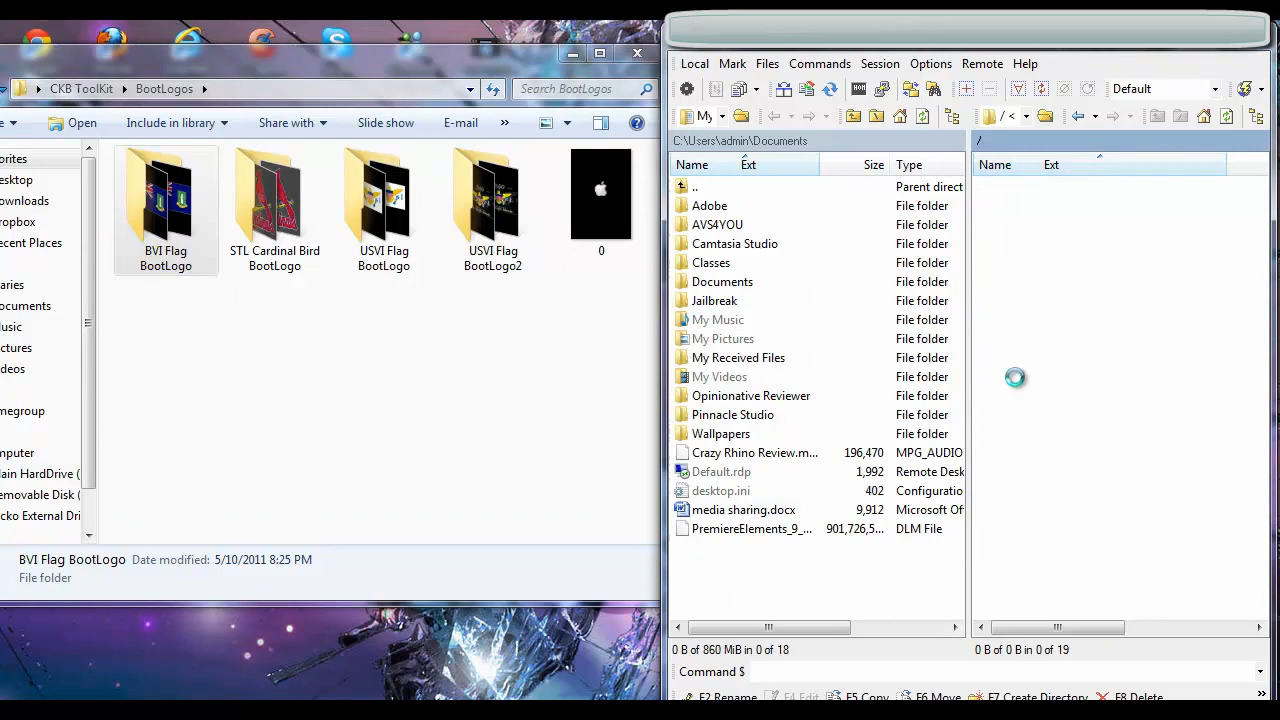 CKB ToolKit BootLogos Search BootLogos
Open Include in library Share with Slide show E-mail »
orites
esktop
ownloads
ropbox
ecent Places
aries
ocuments
usic
ctures
deos
megroup
mputer
ain HardDrive (
emovable Disk (
cko External Dri
BVI Flag
BootLogo
STL Cardinal Bird
BootLogo
USVI Flag
BootLogo
USVI Flag
BootLogo2
0
BVI Flag BootLogo Date modified: 5/10/2011 8:25 PM
File folder
Local Mark Files Commands Session Options Remote Help
Default
My / <
C:\Users\admin\Documents /
Name Ext Size Type Name Ext
.. Parent direct
Adobe File folder
AVS4YOU File folder
Camtasia Studio File folder
Classes File folder
Documents File folder
Jailbreak File folder
My Music File folder
My Pictures File folder
My Received Files File folder
My Videos File folder
Opinionative Reviewer File folder
Pinnacle Studio File folder
Wallpapers File folder
Crazy Rhino Review.m... 196,470 MPG_AUDIO
Default.rdp 1,992 Remote Desk
desktop.ini 402 Configuratio
media sharing.docx 9,912 Microsoft Of
PremiereElements_9_... 901,726,5... DLM File
0 B of 860 MiB in 0 of 18 0 B of 0 B in 0 of 19
Command $
F2 Rename F4 Edit F5 Copy F6 Move F7 Create Directory F8 Delete »